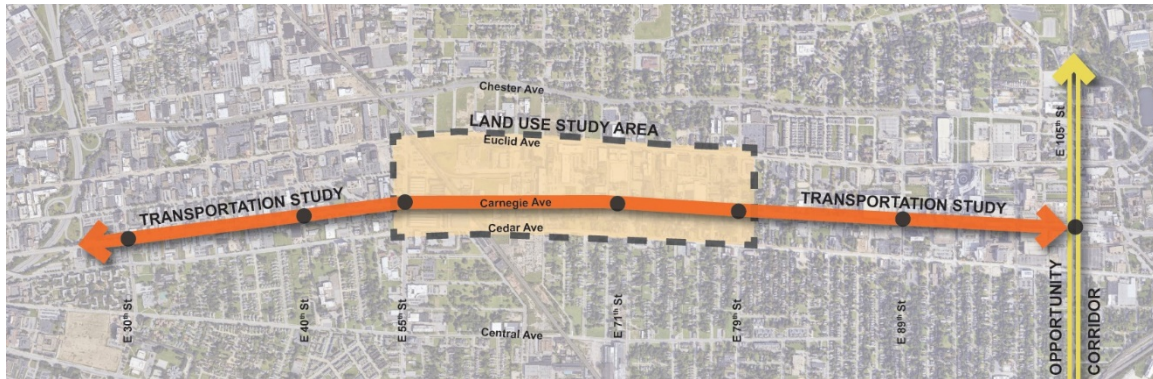 Chester Ave
LAND USE STUDY AREA
Euclid Ave
E 105th St
TRANSPORTATION STUDY
Carnegie Ave
TRANSPORTATION STUDY
Cedar Ave
E 30th St
E 40th St
E 55th St
Central Ave
E 71th St
E 79th St
E 89th St
OPPORTUNITY
CORRIDOR